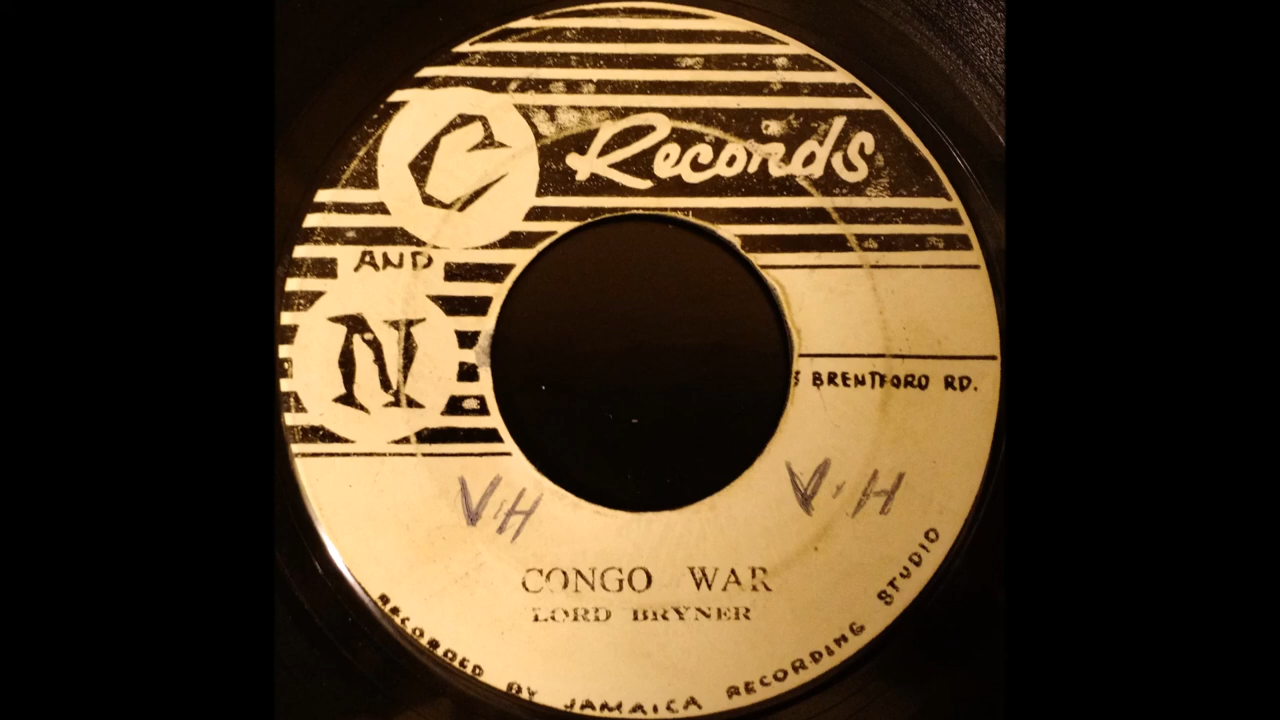 C Records
AND
N
BRENTFORD RD.
V.H V.H
CONGO WAR
LORD BRYNER
RECORDED BY JAMAICA RECORDING STUDIO